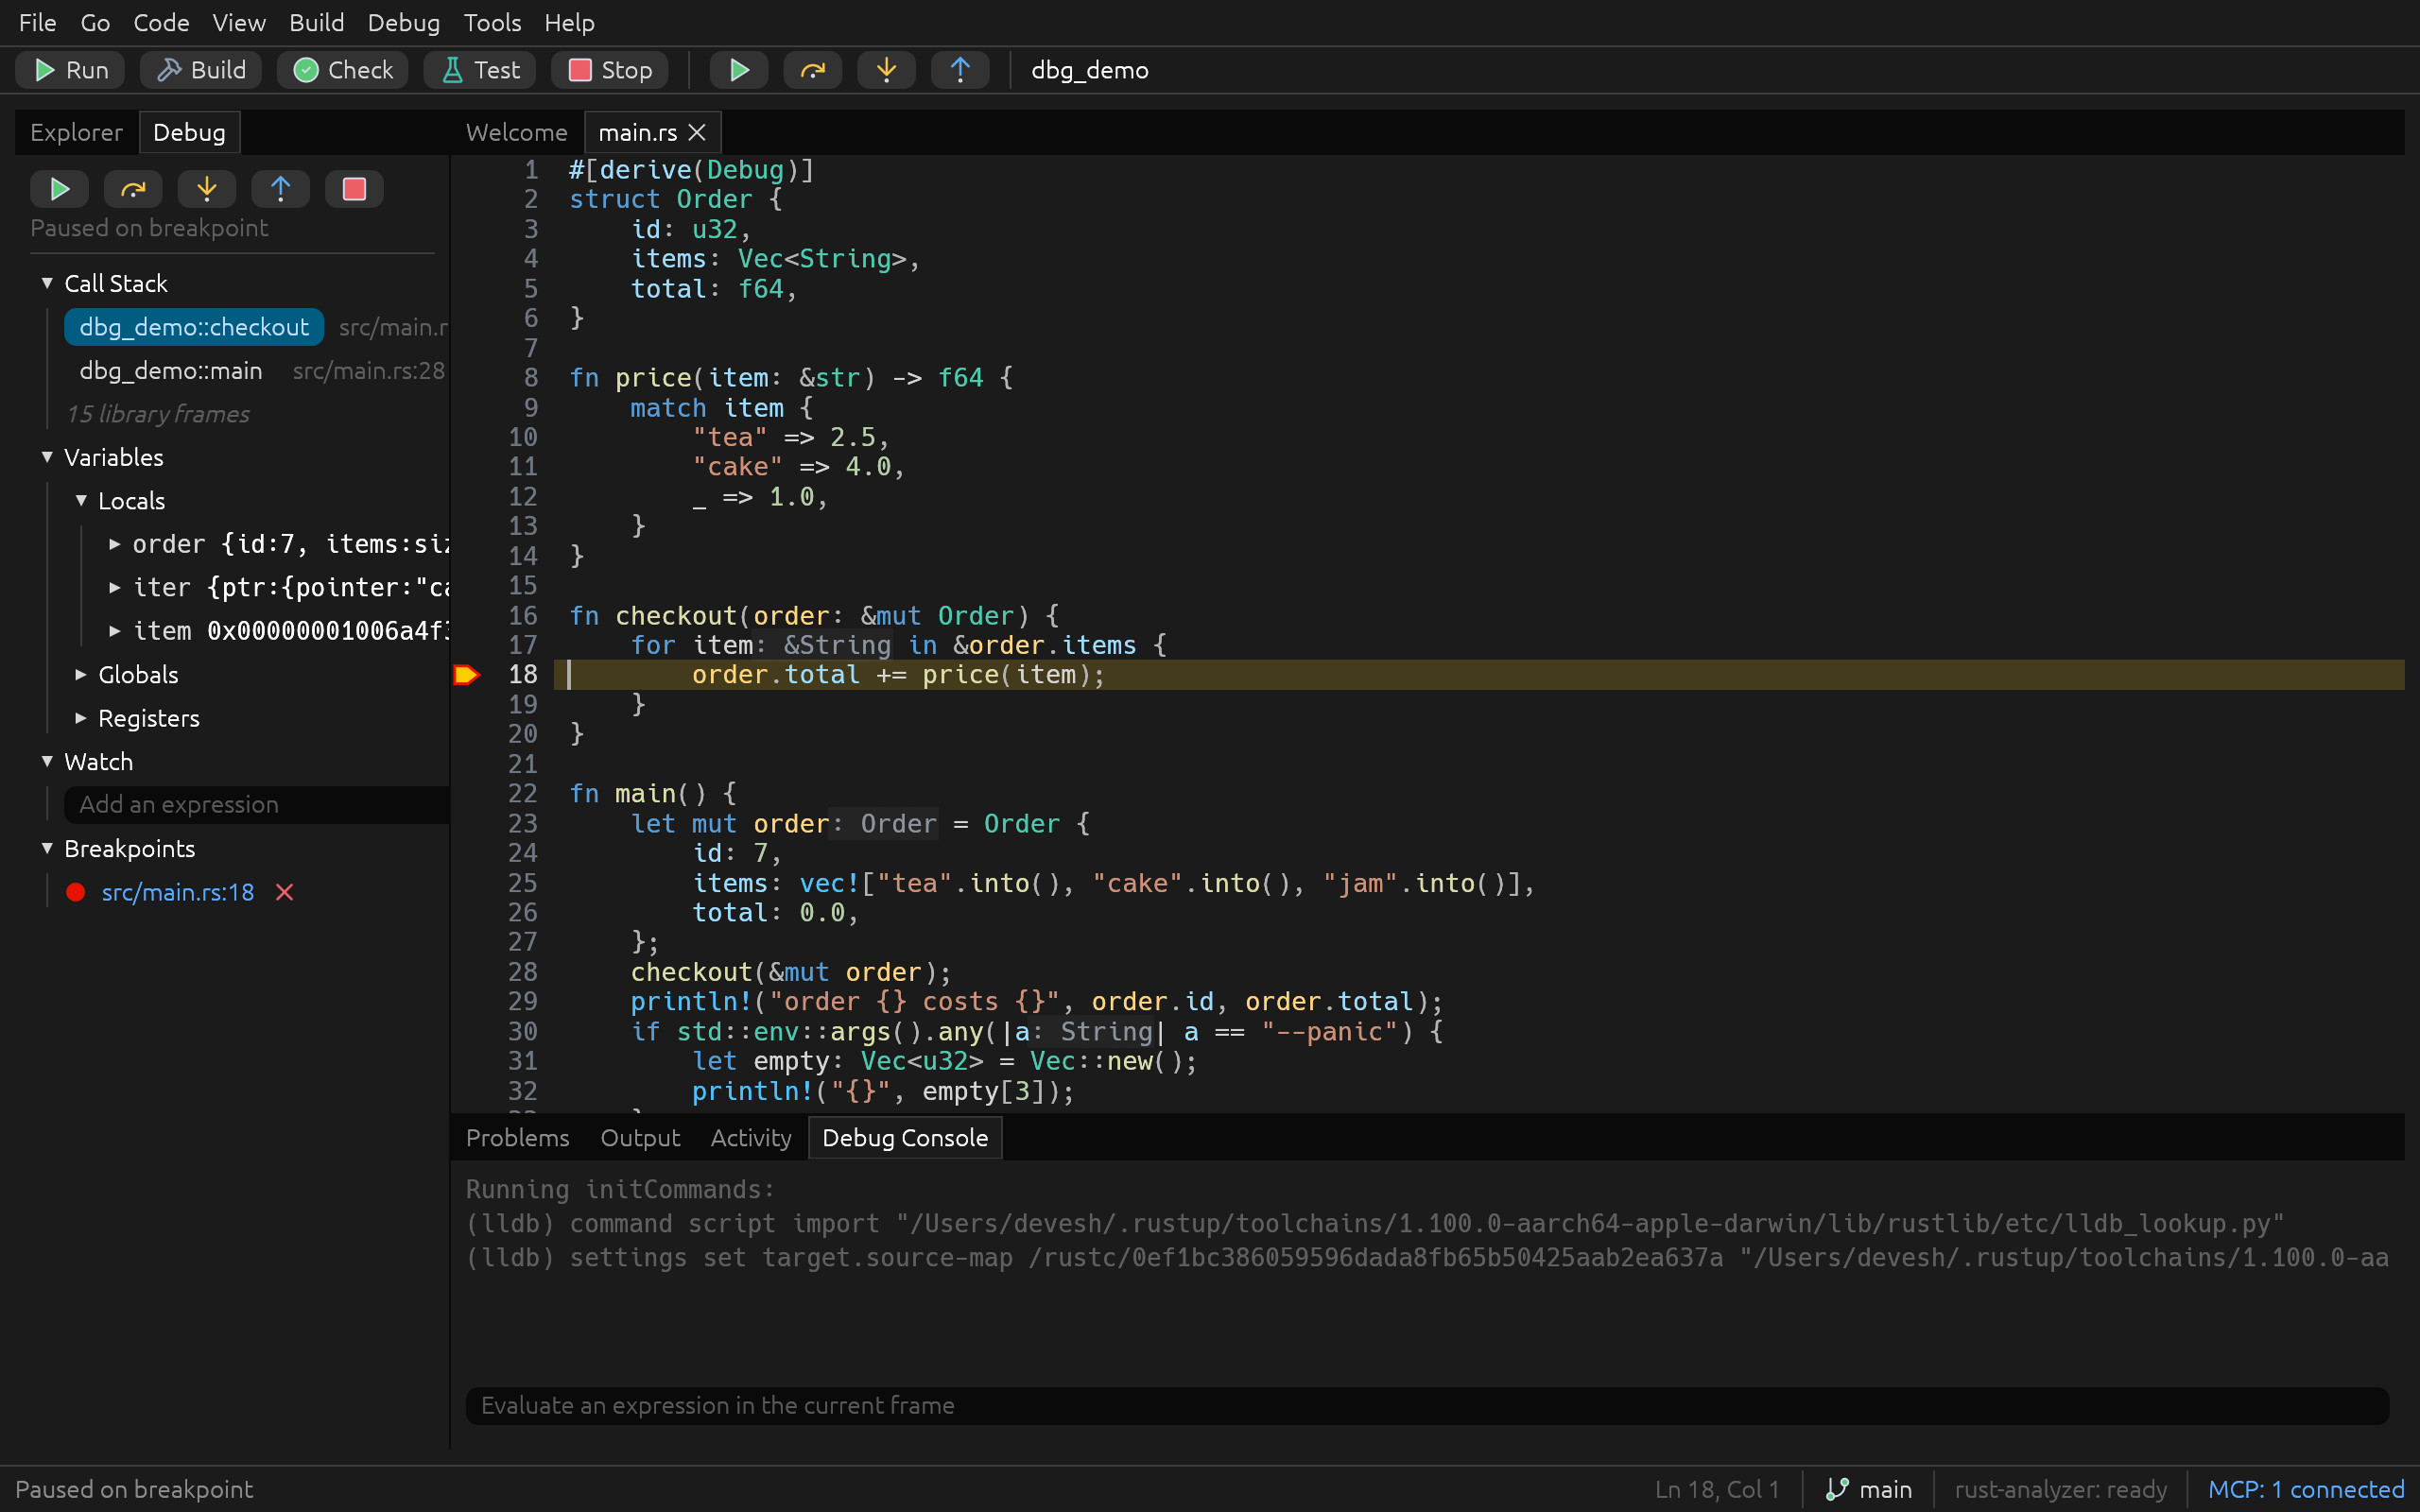 File Go Code View Build Debug Tools Help
Run Build Check Test Stop dbg_demo
Explorer Debug
Paused on breakpoint
Call Stack
dbg_demo::checkout src/main.r
dbg_demo::main src/main.rs:28
15 library frames
Variables
Locals
order {id:7, items:siz
iter {ptr:{pointer:"ca
item 0x00000001006a4f3
Globals
Registers
Watch
Add an expression
Breakpoints
src/main.rs:18
Welcome main.rs
1 #[derive(Debug)]
2 struct Order {
3     id: u32,
4     items: Vec<String>,
5     total: f64,
6 }
7
8 fn price(item: &str) -> f64 {
9     match item {
10         "tea" => 2.5,
11         "cake" => 4.0,
12         _ => 1.0,
13     }
14 }
15
16 fn checkout(order: &mut Order) {
17     for item: &String in &order.items {
18         order.total += price(item);
19     }
20 }
21
22 fn main() {
23     let mut order: Order = Order {
24         id: 7,
25         items: vec!["tea".into(), "cake".into(), "jam".into()],
26         total: 0.0,
27     };
28     checkout(&mut order);
29     println!("order {} costs {}", order.id, order.total);
30     if std::env::args().any(|a: String| a == "--panic") {
31         let empty: Vec<u32> = Vec::new();
32         println!("{}", empty[3]);
Problems Output Activity Debug Console
Running initCommands:
(lldb) command script import "/Users/devesh/.rustup/toolchains/1.100.0-aarch64-apple-darwin/lib/rustlib/etc/lldb_lookup.py"
(lldb) settings set target.source-map /rustc/0ef1bc386059596dada8fb65b50425aab2ea637a "/Users/devesh/.rustup/toolchains/1.100.0-aa
Evaluate an expression in the current frame
Paused on breakpoint Ln 18, Col 1 main rust-analyzer: ready MCP: 1 connected